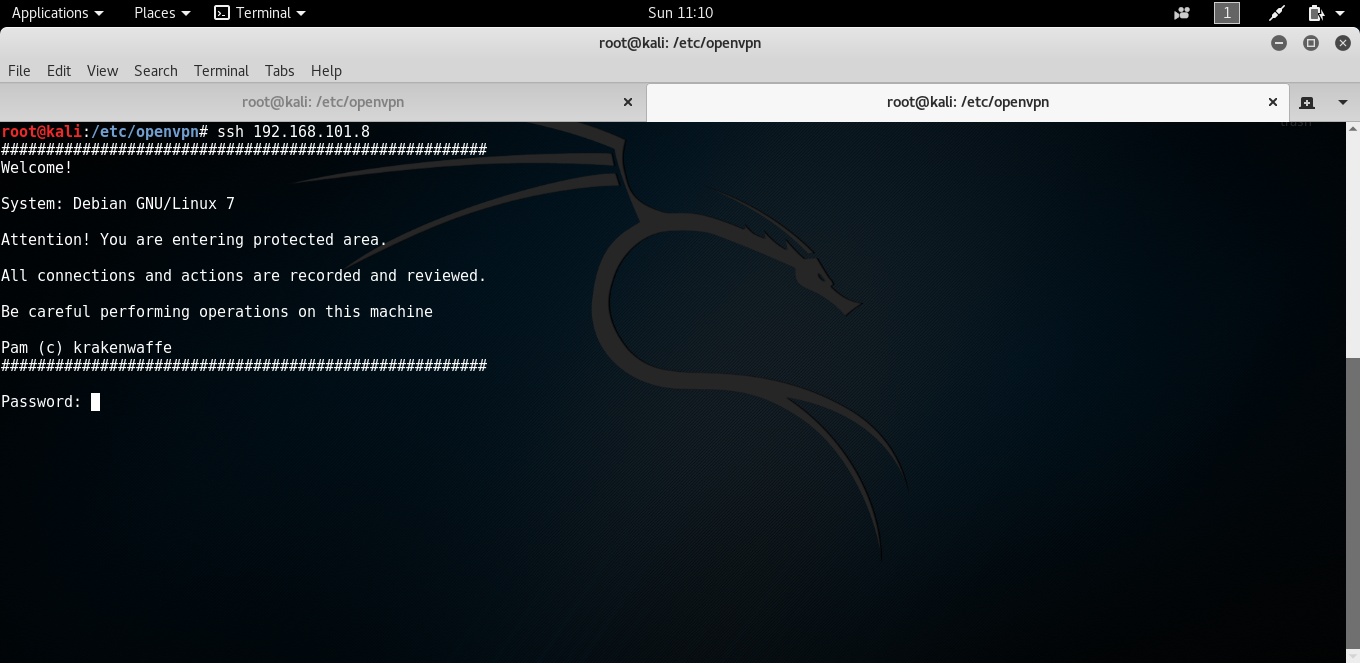 Applications Places Terminal Sun 11:10 1
root@kali: /etc/openvpn
File Edit View Search Terminal Tabs Help
root@kali: /etc/openvpn root@kali: /etc/openvpn
root@kali:/etc/openvpn# ssh 192.168.101.8
######################################################
Welcome!
System: Debian GNU/Linux 7
Attention! You are entering protected area.
All connections and actions are recorded and reviewed.
Be careful performing operations on this machine
Pam (c) krakenwaffe
######################################################
Password: